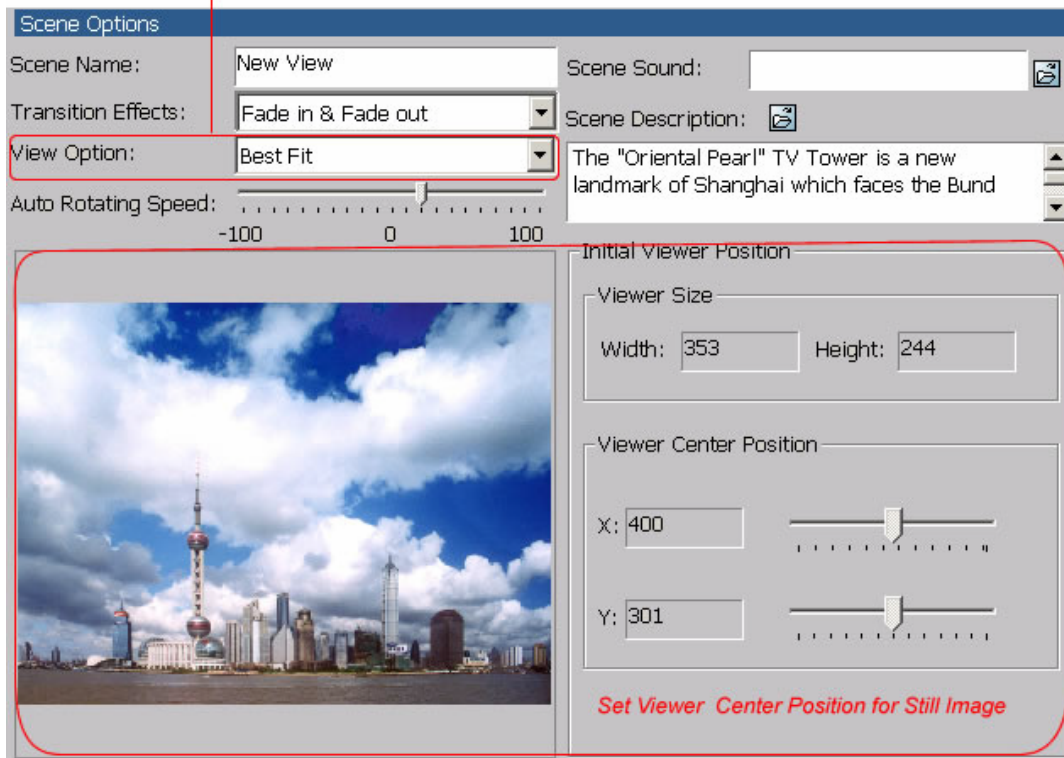 Scene Options
Scene Name:
New View
Transition Effects:
Fade in & Fade out
View Option:
Best Fit
Auto Rotating Speed:
-100 0 100
Scene Sound:
Scene Description:
The "Oriental Pearl" TV Tower is a new
landmark of Shanghai which faces the Bund
Initial Viewer Position
Viewer Size
Width: 353 Height: 244
Viewer Center Position
X: 400
Y: 301
Set Viewer Center Position for Still Image